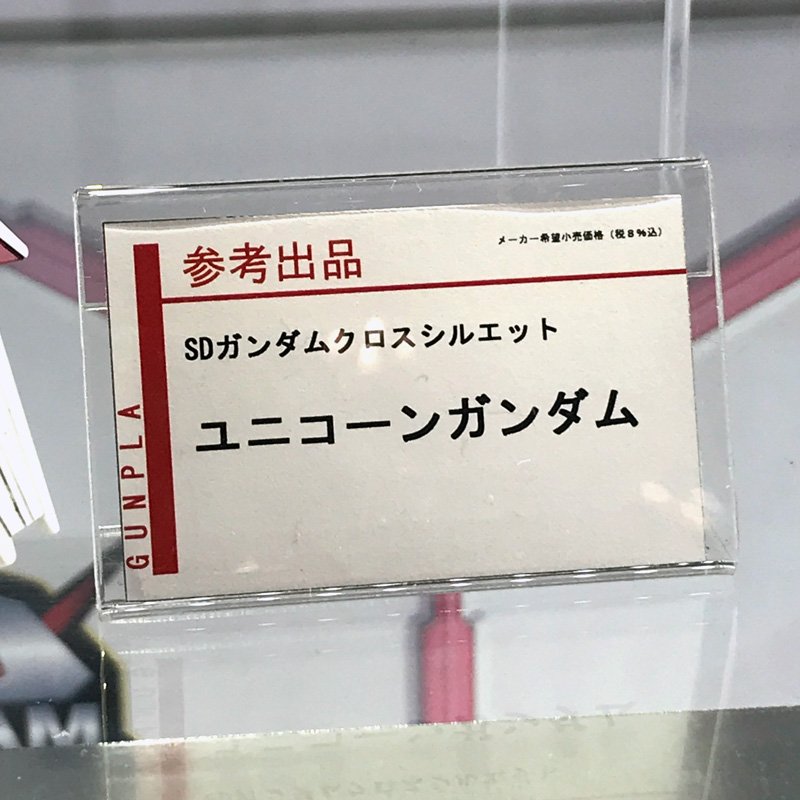 参考出品
メーカー希望小売価格（税８％込）
SDガンダムクロスシルエット
ユニコーンガンダム
GUNPLA
AM